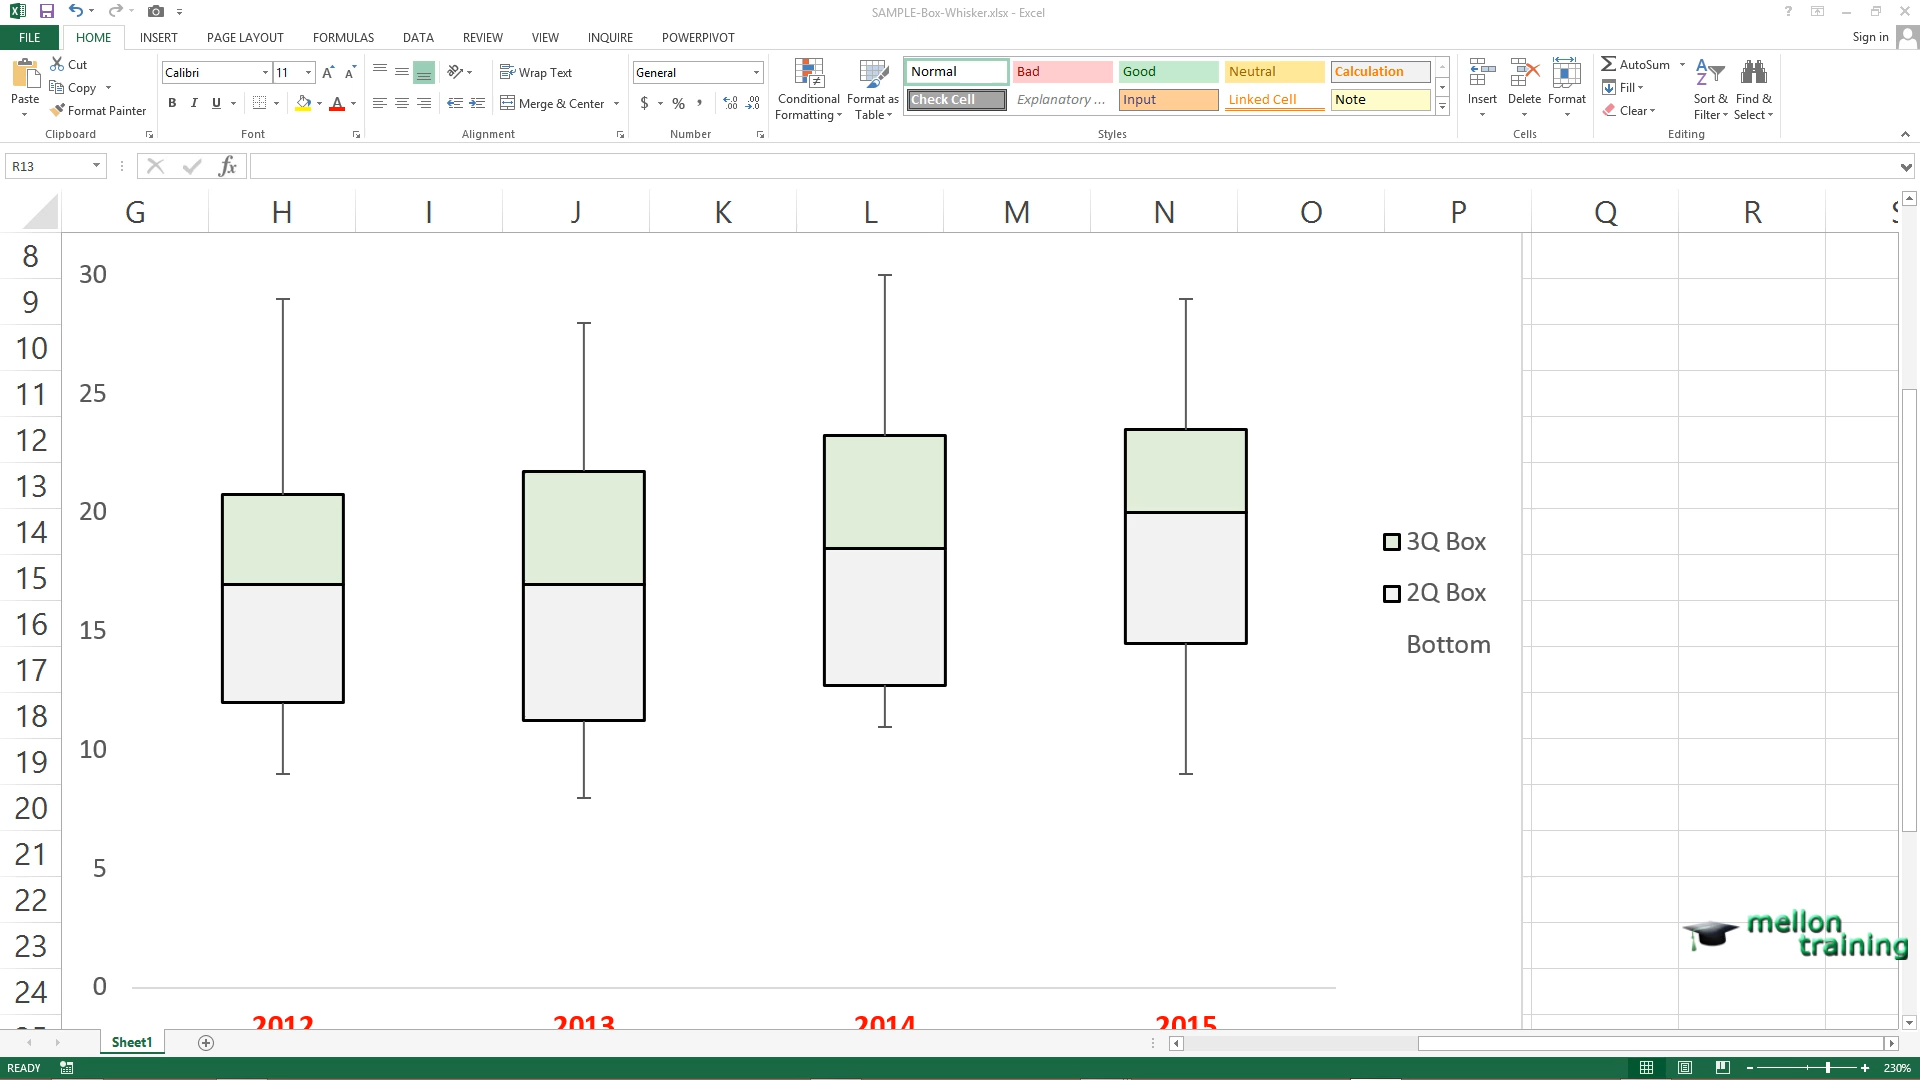 SAMPLE-Box-Whisker.xlsx - Excel
?
FILE HOME INSERT PAGE LAYOUT FORMULAS DATA REVIEW VIEW INQUIRE POWERPIVOT Sign in
Cut
Copy
Format Painter
Paste
Clipboard
Calibri 11
B I U
Font
Wrap Text
Merge & Center
Alignment
General
$ % ,
Number
Conditional Formatting
Format as Table
Normal Bad Good Neutral Calculation
Check Cell Explanatory ... Input Linked Cell Note
Styles
Insert Delete Format
Cells
AutoSum
Fill
Clear
Sort & Filter
Find & Select
Editing
R13
fx
G H I J K L M N O P Q R
8
9
10
11
12
13
14
15
16
17
18
19
20
21
22
23
24
30
25
20
15
10
5
0
3Q Box
2Q Box
Bottom
2012 2013 2014 2015
mellon
training
Sheet1
READY
230%